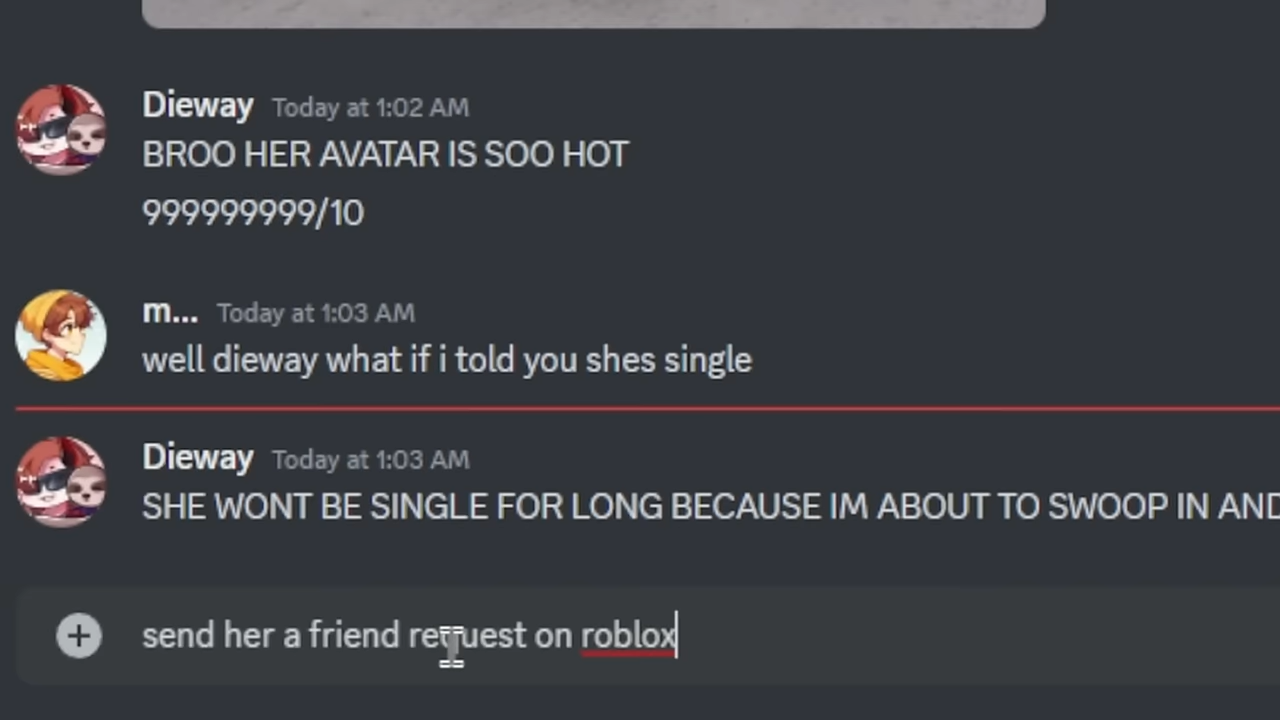 Dieway Today at 1:02 AM
BROO HER AVATAR IS SOO HOT
999999999/10
m... Today at 1:03 AM
well dieway what if i told you shes single
Dieway Today at 1:03 AM
SHE WONT BE SINGLE FOR LONG BECAUSE IM ABOUT TO SWOOP IN AND
send her a friend request on roblox